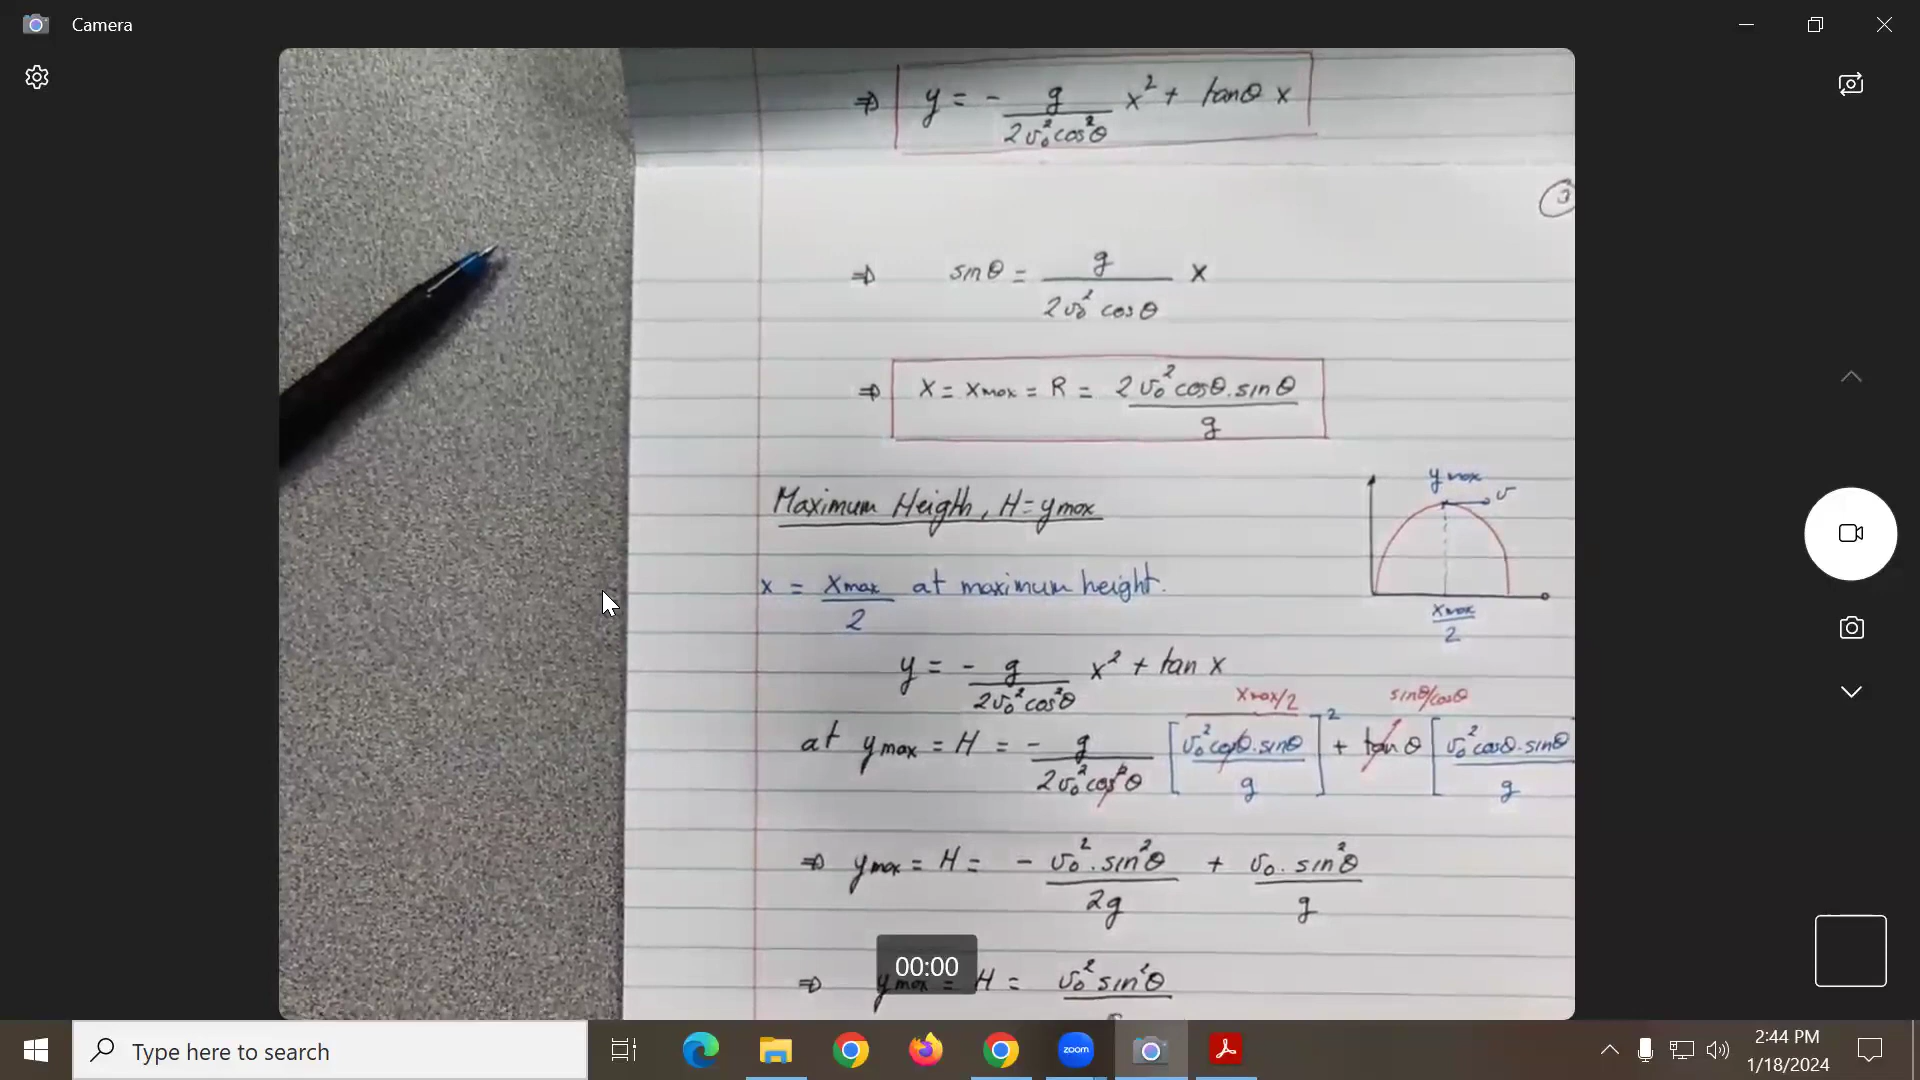 Camera
⇒ y = - g/(2v₀²cos²θ) x² + tanθ x
⇒ sinθ = g/(2v₀² cosθ) x
⇒ x = xmax = R = 2v₀²cosθ.sinθ/g
Maximum Heigth, H=ymax
ymax
v
xmax/2
x = xmax/2 at maximum height.
y = - g/(2v₀²cos²θ) x² + tan x
xmax/2 sinθ/cosθ
at ymax = H = - g/(2v₀²cos²θ) [v₀²cosθ.sinθ/g]² + tanθ [v₀²cosθ.sinθ/g
⇒ ymax = H = - v₀².sin²θ/2g + v₀.sin²θ/g
⇒ ymax = H = v₀²sin²θ
00:00
Type here to search
zoom
2:44 PM
1/18/2024